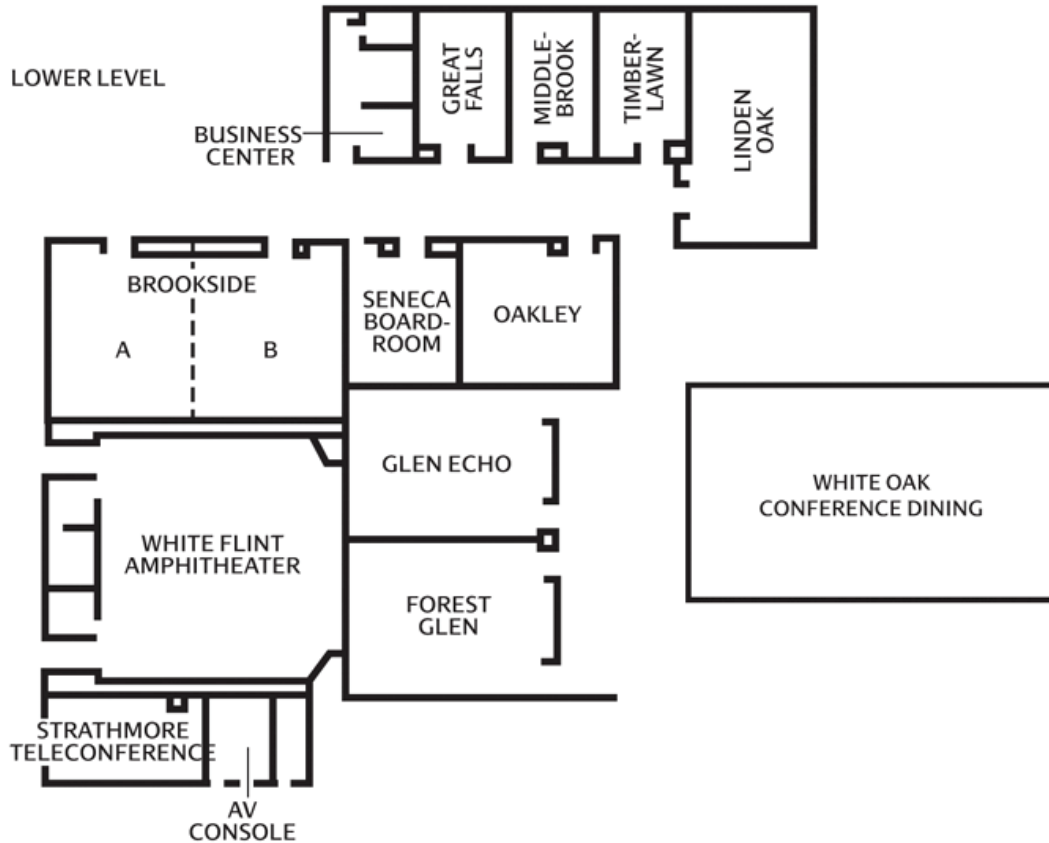 LOWER LEVEL
BUSINESS
CENTER
GREAT
FALLS
MIDDLE-
BROOK
TIMBER-
LAWN
LINDEN
OAK
BROOKSIDE
A
B
SENECA
BOARD-
ROOM
OAKLEY
GLEN ECHO
WHITE OAK
CONFERENCE DINING
WHITE FLINT
AMPHITHEATER
FOREST
GLEN
STRATHMORE
TELECONFERENCE
AV
CONSOLE